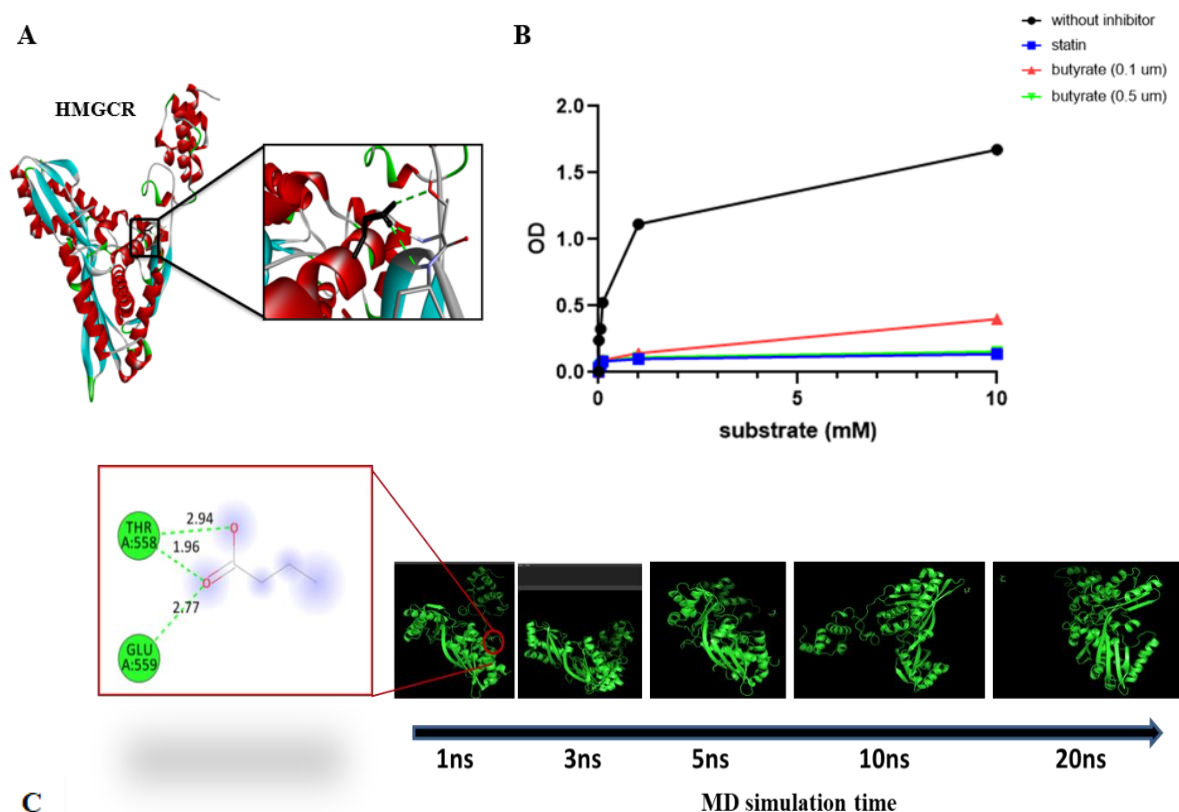 A
HMGCR
B
without inhibitor
statin
butyrate (0.1 um)
butyrate (0.5 um)
2.0
1.5
1.0
0.5
0.0
OD
0
5
10
substrate (mM)
THR
A:558
2.94
1.96
2.77
GLU
A:559
O
O
1ns
3ns
5ns
10ns
20ns
C
MD simulation time